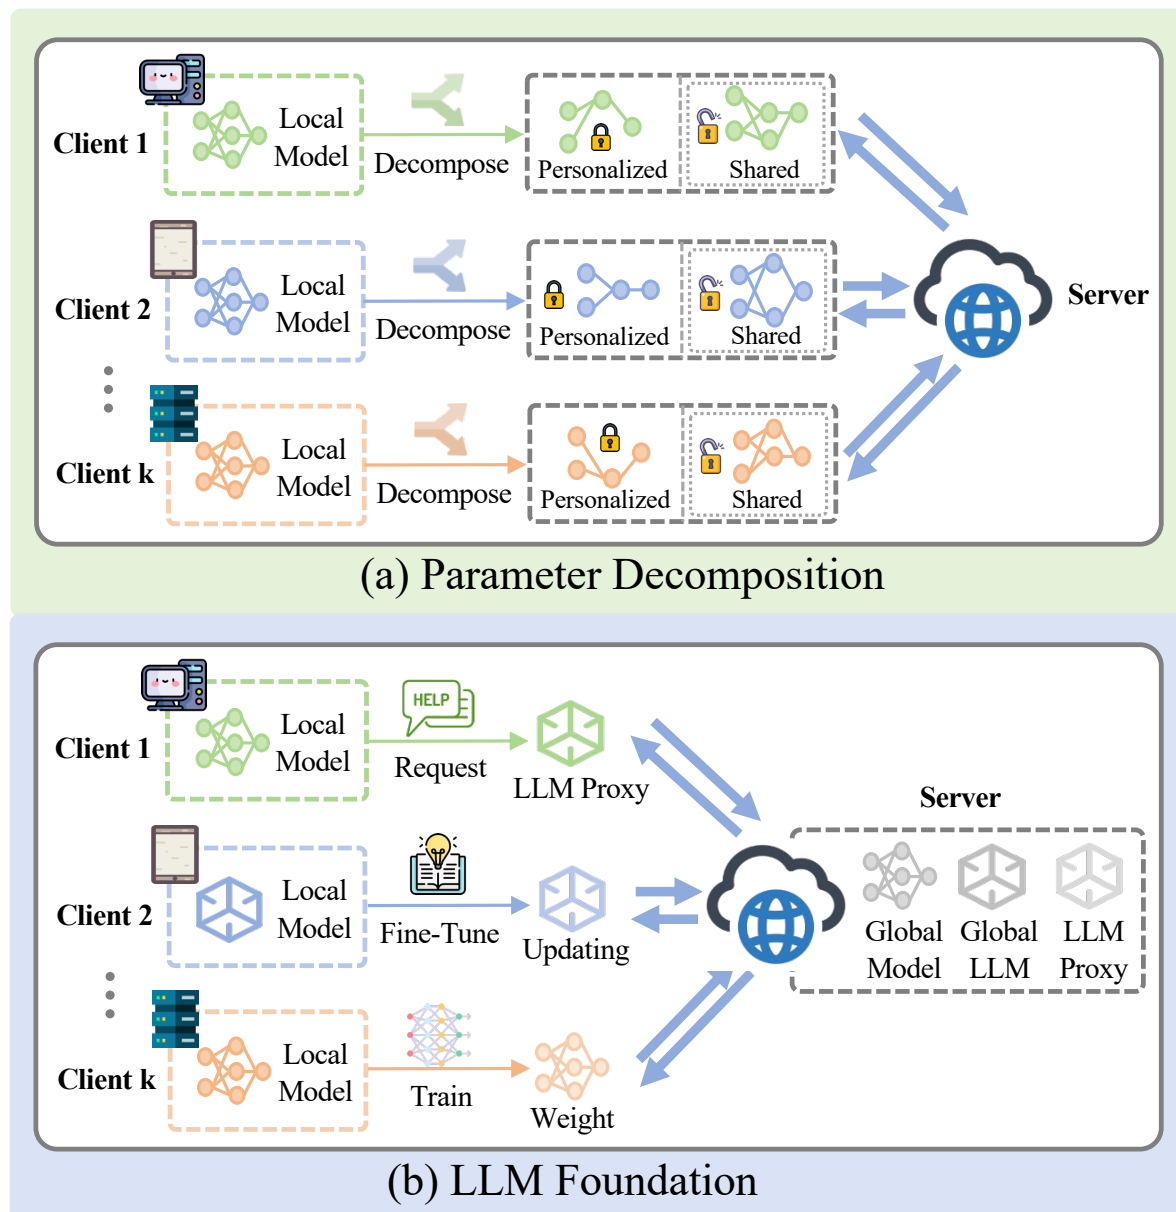 Client 1
Local
Model
Decompose
Personalized
Shared
Client 2
Local
Model
Decompose
Personalized
Shared
Server
Client k
Local
Model
Decompose
Personalized
Shared
(a) Parameter Decomposition
Client 1
Local
Model
HELP
Request
LLM Proxy
Server
Client 2
Local
Model
Fine-Tune
Updating
Global
Model
Global
LLM
LLM
Proxy
Client k
Local
Model
Train
Weight
(b) LLM Foundation